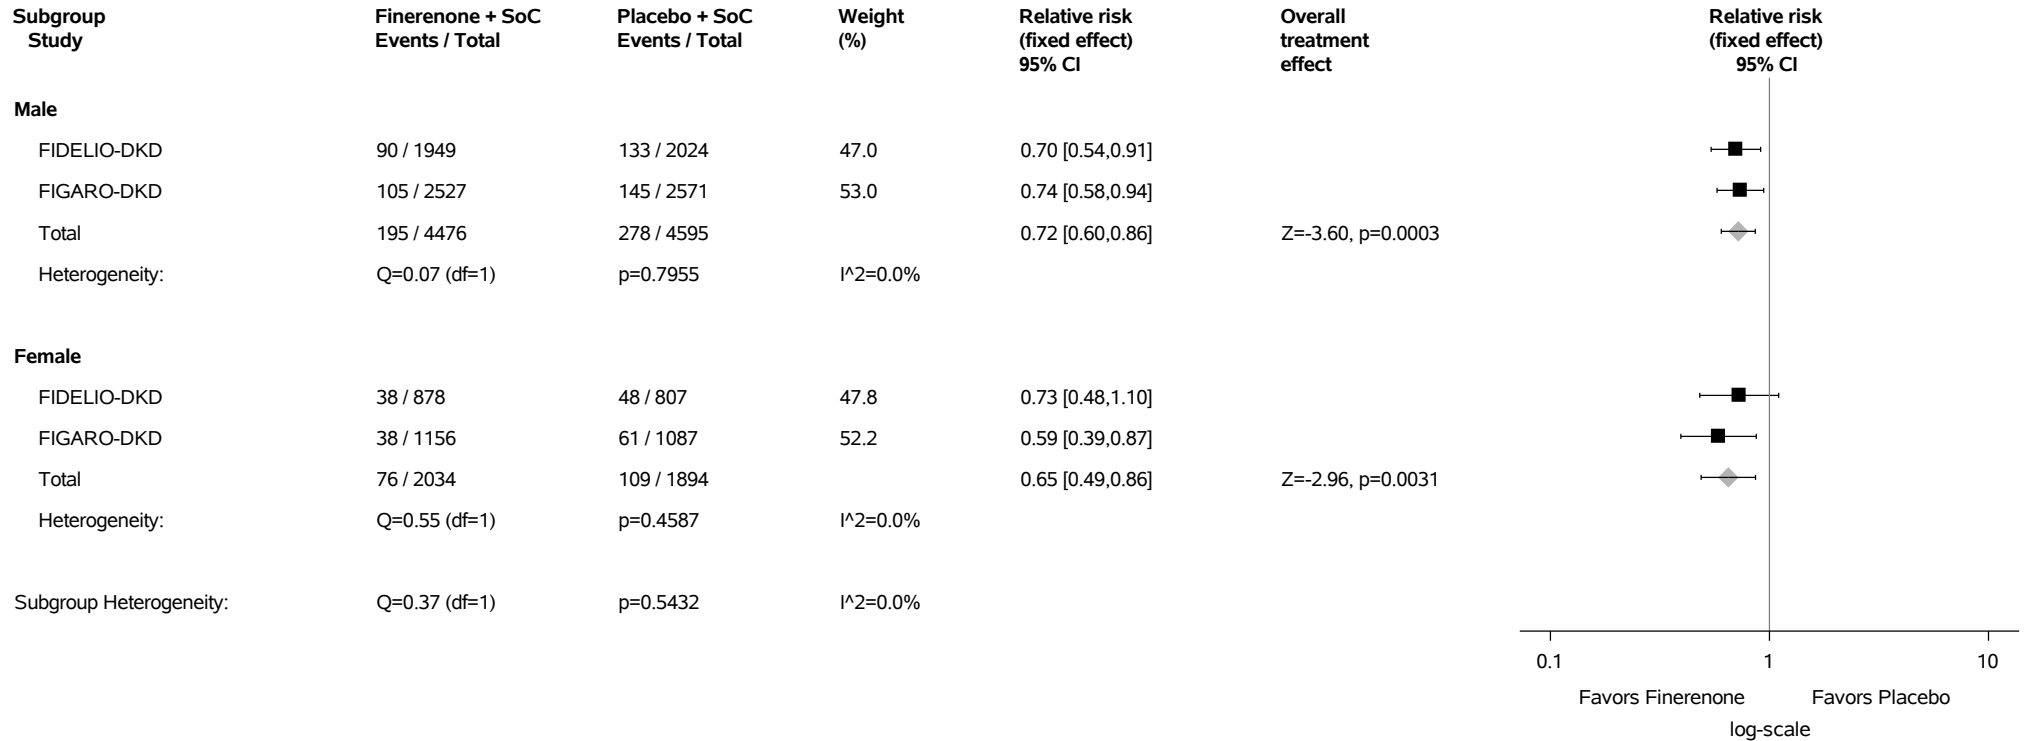 Subgroup Finerenone + SoC Placebo + SoC Weight Relative risk Overall Relative risk
Study Events / Total Events / Total (%) (fixed effect) treatment (fixed effect)
95% CI effect 95% CI
Male
FIDELIO-DKD 90 / 1949 133 / 2024 47.0 0.70 [0.54,0.91]
FIGARO-DKD 105 / 2527 145 / 2571 53.0 0.74 [0.58,0.94]
Total 195 / 4476 278 / 4595 0.72 [0.60,0.86] Z=-3.60, p=0.0003
Heterogeneity: Q=0.07 (df=1) p=0.7955 I^2=0.0%
Female
FIDELIO-DKD 38 / 878 48 / 807 47.8 0.73 [0.48,1.10]
FIGARO-DKD 38 / 1156 61 / 1087 52.2 0.59 [0.39,0.87]
Total 76 / 2034 109 / 1894 0.65 [0.49,0.86] Z=-2.96, p=0.0031
Heterogeneity: Q=0.55 (df=1) p=0.4587 I^2=0.0%
Subgroup Heterogeneity: Q=0.37 (df=1) p=0.5432 I^2=0.0%
0.1 1 10
Favors Finerenone Favors Placebo
log-scale